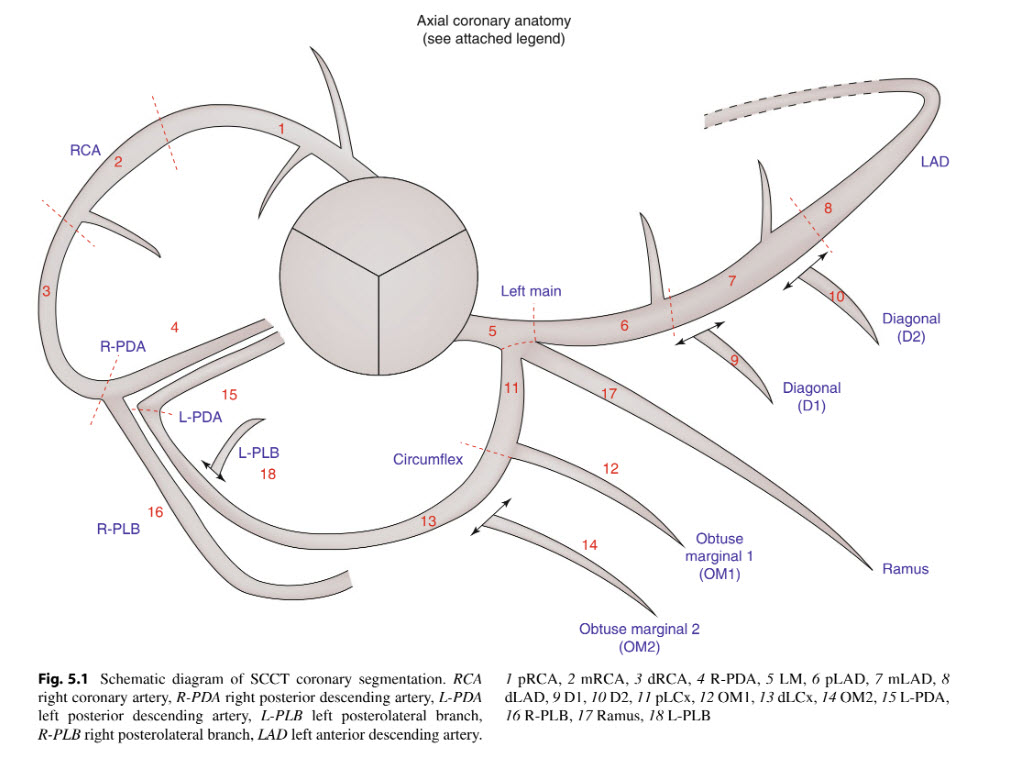 Axial coronary anatomy
(see attached legend)
1
RCA
2
LAD
8
3
Left main
7
10
4
5
6
Diagonal
(D2)
R-PDA
9
15
11
17
Diagonal
(D1)
L-PDA
L-PLB
Circumflex
18
12
16
13
R-PLB
14
Obtuse
marginal 1
(OM1)
Ramus
Obtuse marginal 2
(OM2)
Fig. 5.1 Schematic diagram of SCCT coronary segmentation. RCA
right coronary artery, R-PDA right posterior descending artery, L-PDA
left posterior descending artery, L-PLB left posterolateral branch,
R-PLB right posterolateral branch, LAD left anterior descending artery.
1 pRCA, 2 mRCA, 3 dRCA, 4 R-PDA, 5 LM, 6 pLAD, 7 mLAD, 8
dLAD, 9 D1, 10 D2, 11 pLCx, 12 OM1, 13 dLCx, 14 OM2, 15 L-PDA,
16 R-PLB, 17 Ramus, 18 L-PLB